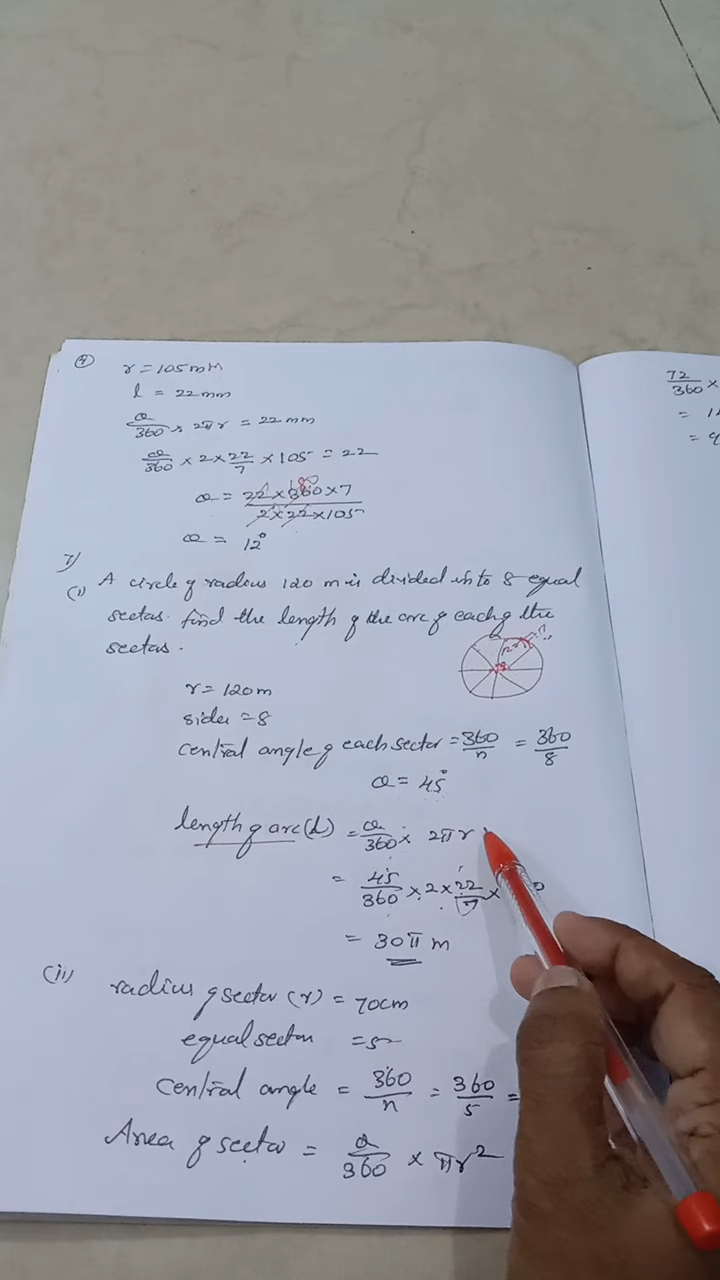 4
r = 105 mm
l = 22 mm
θ/360 × 2πr = 22 mm
θ/360 × 2 × 22/7 × 105 = 22
θ = 22 × 360 × 7 / 2 × 22 × 105
180
θ = 12°
7)
(i) A circle of radius 120 m is divided into 8 equal
sectors. find the length of the arc of each of the
sectors.
r = 120 m
sides = 8
central angle of each sector = 360/n = 360/8
θ = 45°
length of arc (L) = θ/360 × 2πr
= 45/360 × 2 × 22/7 ×
= 30π m
(ii) radius of sector (r) = 70 cm
equal sector = 5
Central angle = 360/n = 360/5 =
Area of sector = θ/360 × πr²
72/360 ×
= 
=